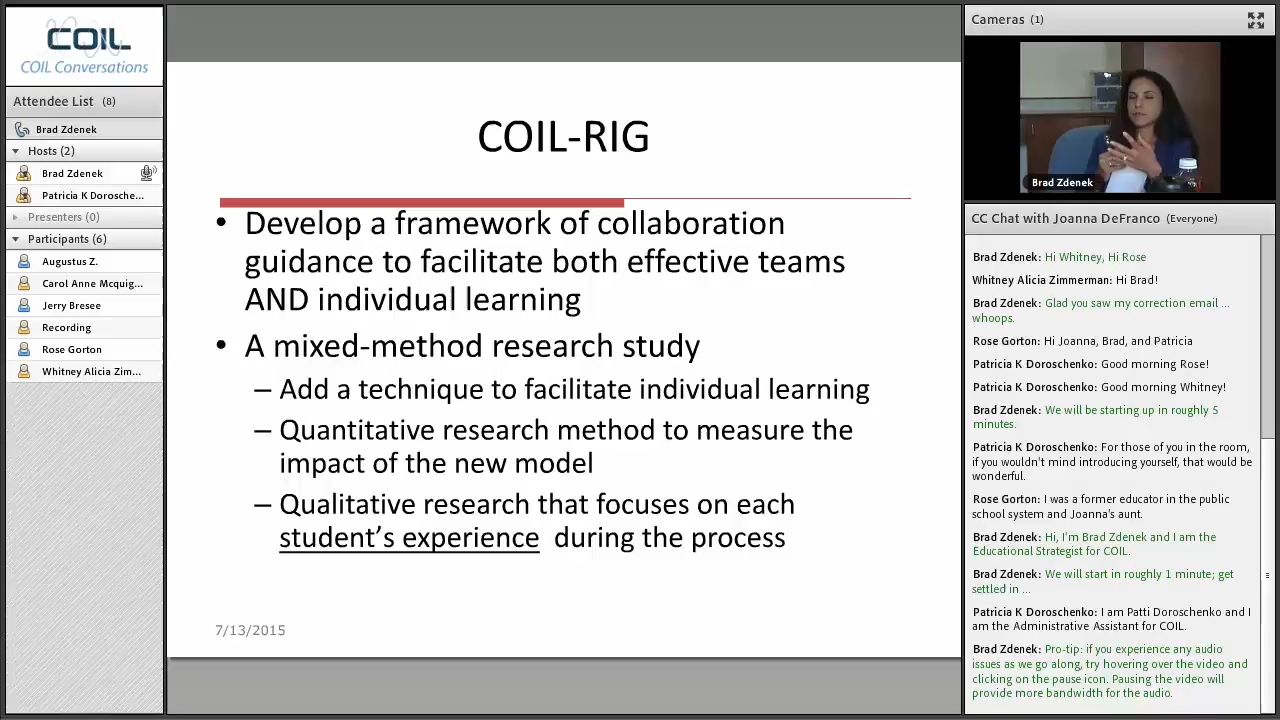 COIL
COIL Conversations
Attendee List (8)
Brad Zdenek
Hosts (2)
Brad Zdenek
Patricia K Dorosche...
Presenters (0)
Participants (6)
Augustus Z.
Carol Anne Mcquig...
Jerry Bresee
Recording
Rose Gorton
Whitney Alicia Zim...
COIL-RIG
• Develop a framework of collaboration
guidance to facilitate both effective teams
AND individual learning
• A mixed-method research study
– Add a technique to facilitate individual learning
– Quantitative research method to measure the
impact of the new model
– Qualitative research that focuses on each
student’s experience during the process
7/13/2015
Cameras (1)
Brad Zdenek
CC Chat with Joanna DeFranco (Everyone)
Brad Zdenek: Hi Whitney, Hi Rose
Whitney Alicia Zimmerman: Hi Brad!
Brad Zdenek: Glad you saw my correction email ...
whoops.
Rose Gorton: Hi Joanna, Brad, and Patricia
Patricia K Doroschenko: Good morning Rose!
Patricia K Doroschenko: Good morning Whitney!
Brad Zdenek: We will be starting up in roughly 5
minutes.
Patricia K Doroschenko: For those of you in the room,
if you wouldn't mind introducing yourself, that would be
wonderful.
Rose Gorton: I was a former educator in the public
school system and Joanna's aunt.
Brad Zdenek: Hi, I'm Brad Zdenek and I am the
Educational Strategist for COIL.
Brad Zdenek: We will start in roughly 1 minute; get
settled in ...
Patricia K Doroschenko: I am Patti Doroschenko and I
am the Administrative Assistant for COIL.
Brad Zdenek: Pro-tip: if you experience any audio
issues as we go along, try hovering over the video and
clicking on the pause icon. Pausing the video will
provide more bandwidth for the audio.